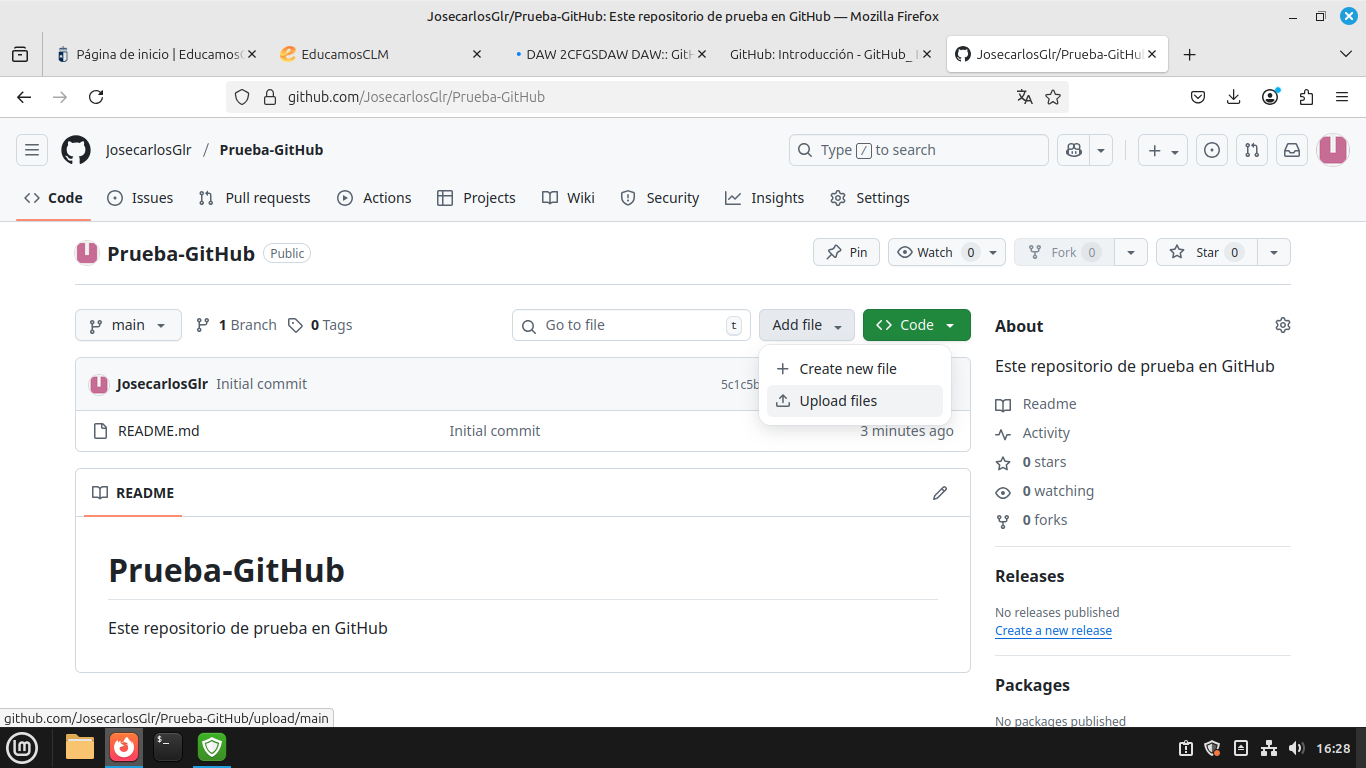 JosecarlosGlr/Prueba-GitHub: Este repositorio de prueba en GitHub — Mozilla Firefox
Página de inicio | Educamos
EducamosCLM
DAW 2CFGSDAW DAW:: GitH
GitHub: Introducción - GitHub_
JosecarlosGlr/Prueba-GitHu
github.com/JosecarlosGlr/Prueba-GitHub
JosecarlosGlr / Prueba-GitHub
Type / to search
Code Issues Pull requests Actions Projects Wiki Security Insights Settings
Prueba-GitHub Public
Pin Watch 0 Fork 0 Star 0
main 1 Branch 0 Tags Go to file t Add file Code
Create new file
Upload files
JosecarlosGlr Initial commit 5c1c5b
README.md Initial commit 3 minutes ago
README
Prueba-GitHub
Este repositorio de prueba en GitHub
About
Este repositorio de prueba en GitHub
Readme
Activity
0 stars
0 watching
0 forks
Releases
No releases published
Create a new release
Packages
No packages published
github.com/JosecarlosGlr/Prueba-GitHub/upload/main
16:28